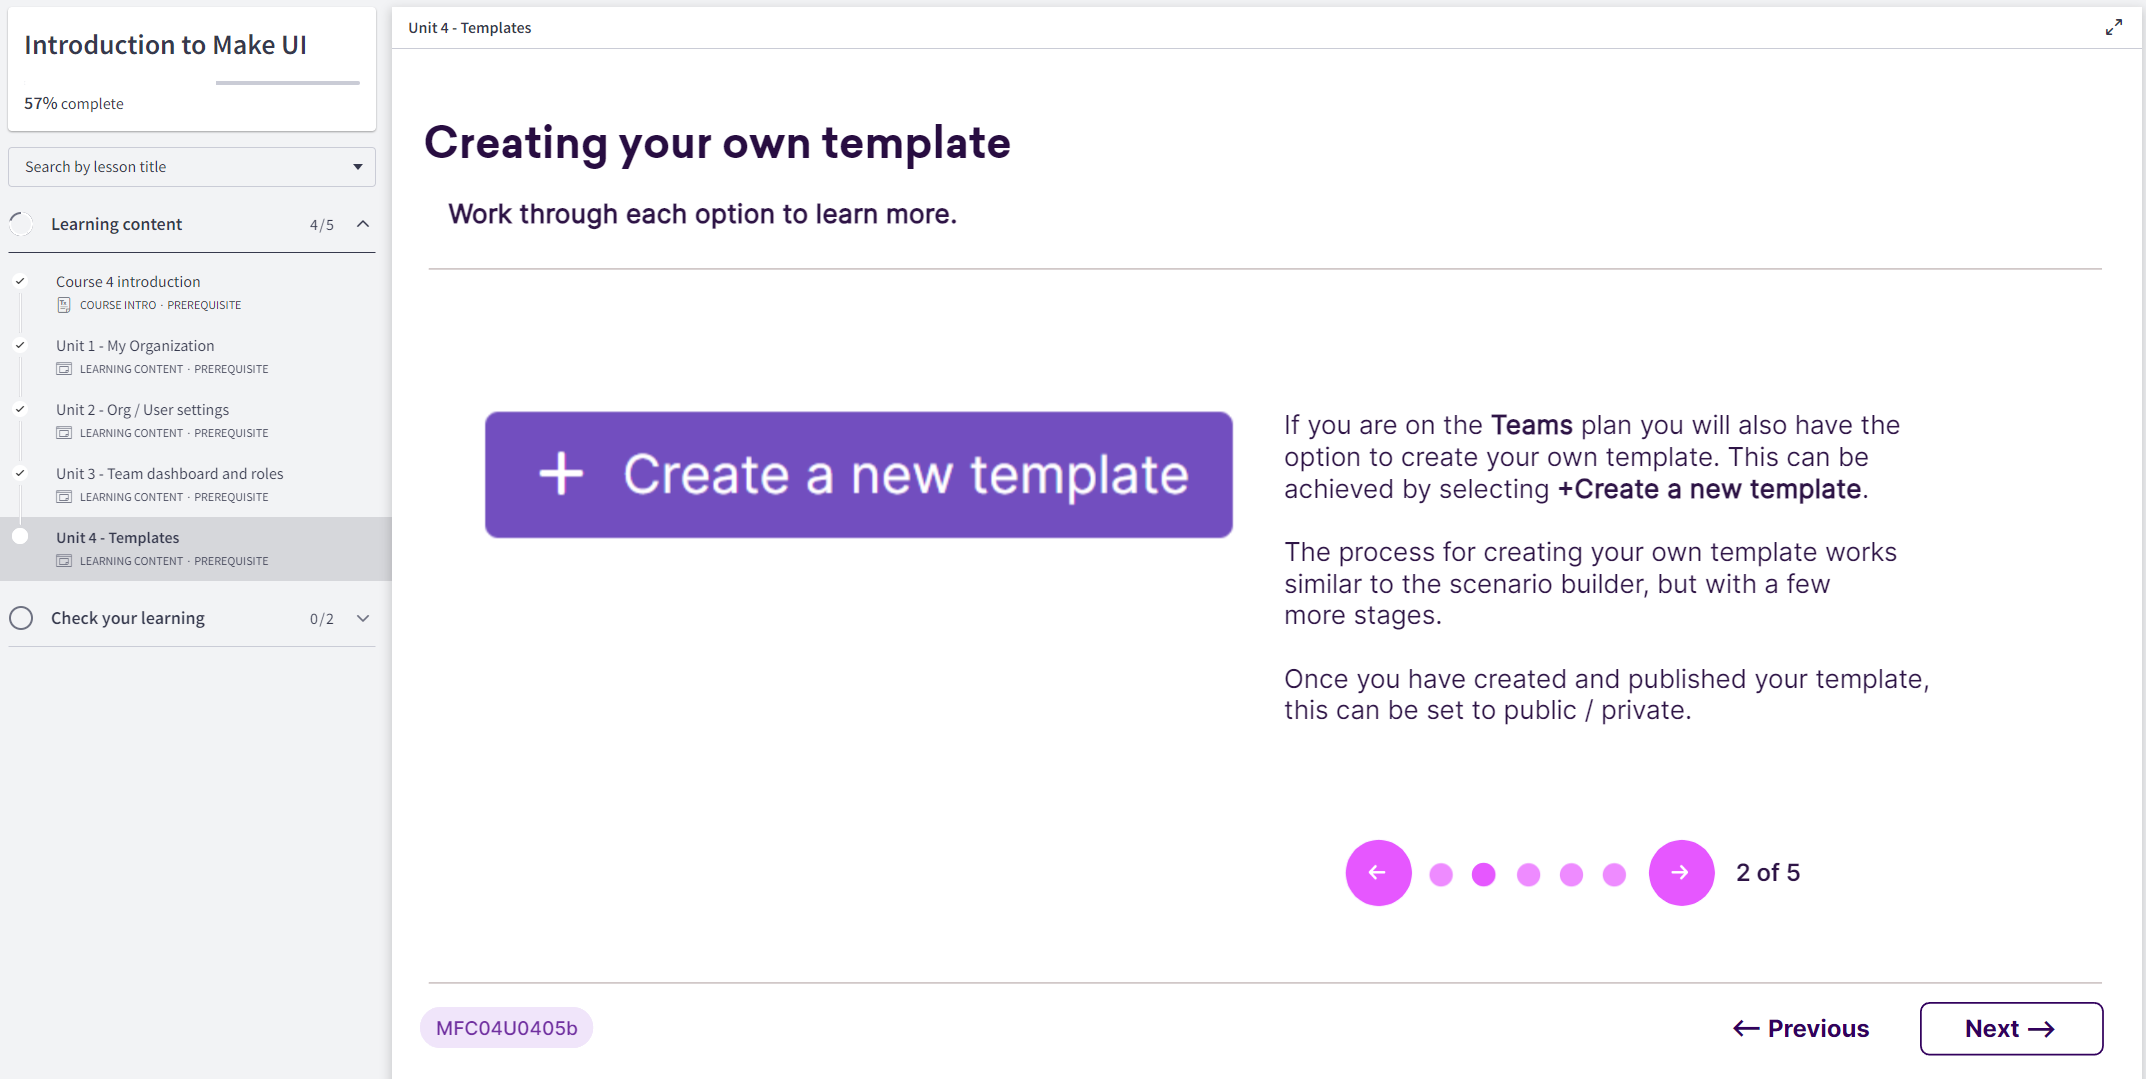 Introduction to Make UI
57% complete
Search by lesson title
Learning content 4/5
Course 4 introduction
COURSE INTRO · PREREQUISITE
Unit 1 - My Organization
LEARNING CONTENT · PREREQUISITE
Unit 2 - Org / User settings
LEARNING CONTENT · PREREQUISITE
Unit 3 - Team dashboard and roles
LEARNING CONTENT · PREREQUISITE
Unit 4 - Templates
LEARNING CONTENT · PREREQUISITE
Check your learning 0/2
Unit 4 - Templates
Creating your own template
Work through each option to learn more.
+ Create a new template
If you are on the Teams plan you will also have the
option to create your own template. This can be
achieved by selecting +Create a new template.
The process for creating your own template works
similar to the scenario builder, but with a few
more stages.
Once you have created and published your template,
this can be set to public / private.
← → 2 of 5
MFC04U0405b
← Previous
Next →